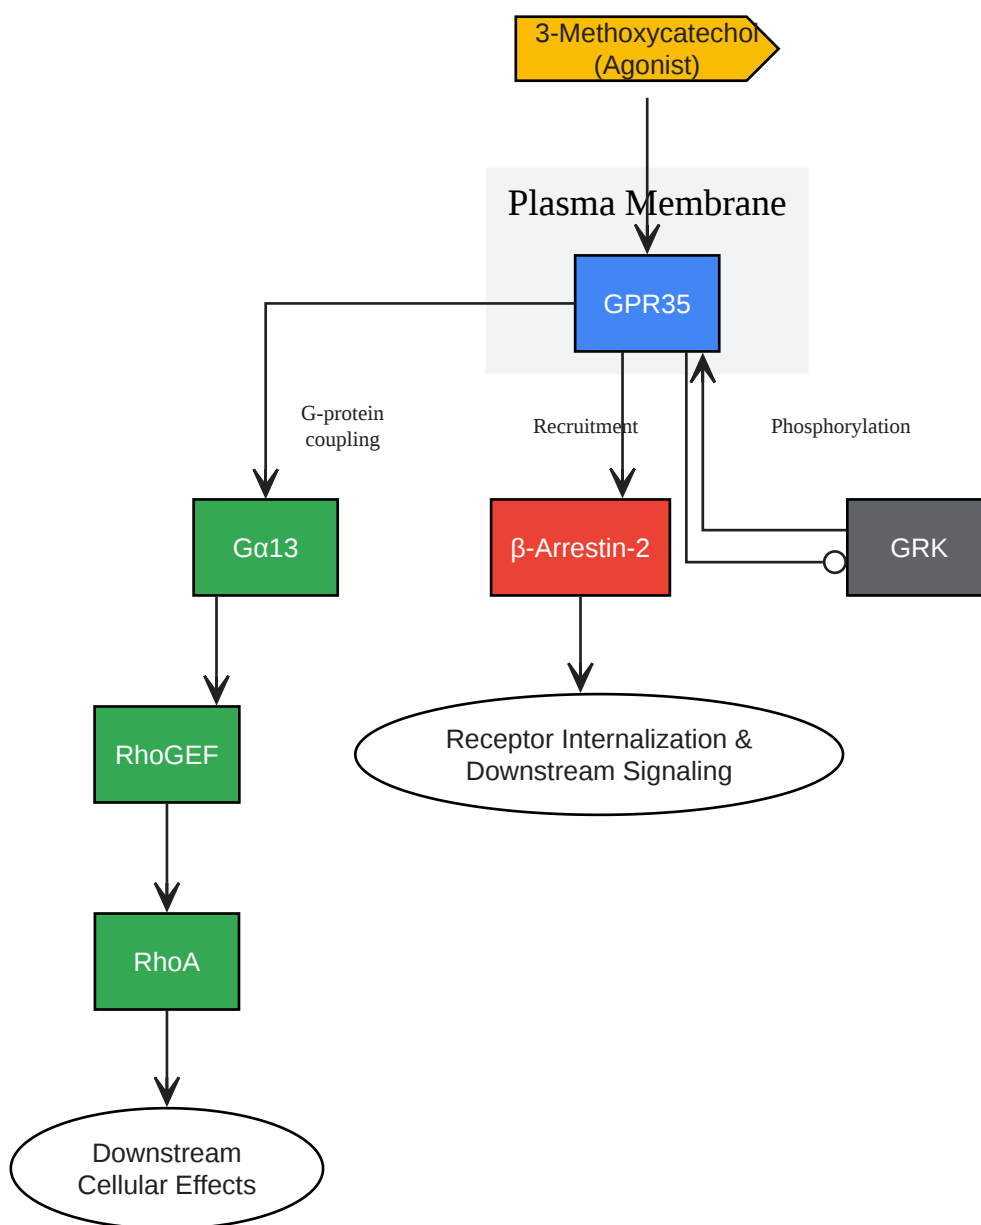 3-Methoxycatechol
(Agonist)
Plasma Membrane
GPR35
G-protein
coupling
Recruitment
Phosphorylation
Gα13
β-Arrestin-2
GRK
RhoGEF
Receptor Internalization &
Downstream Signaling
RhoA
Downstream
Cellular Effects